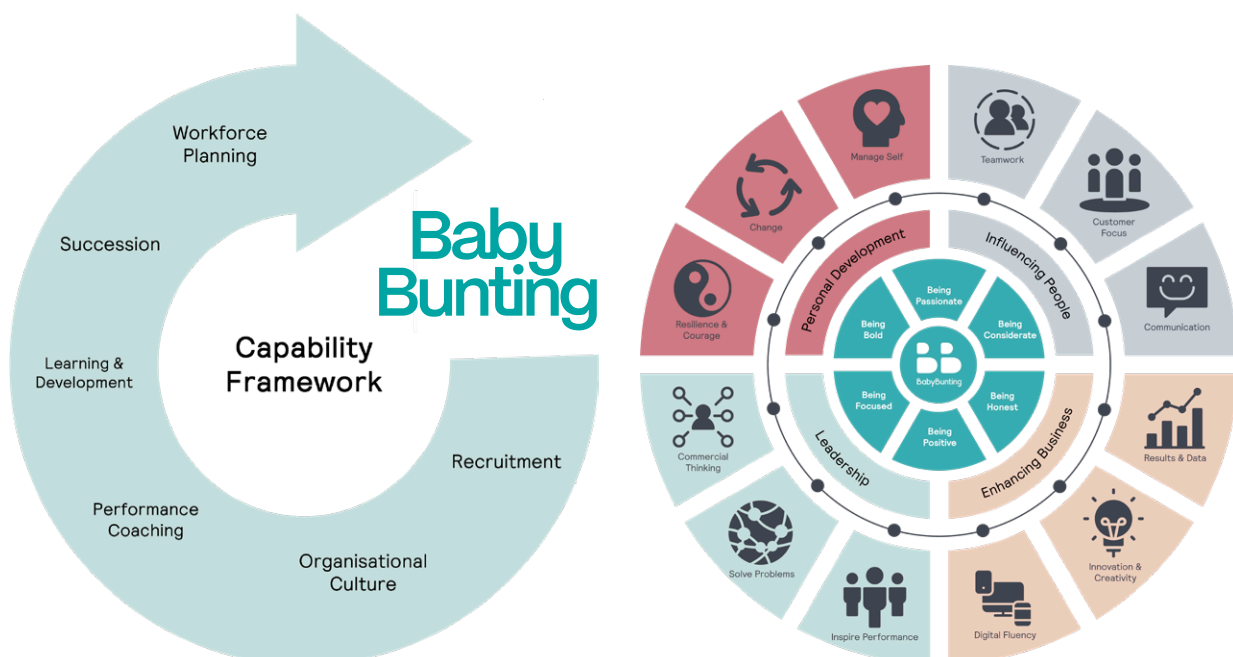 Workforce
Planning
Succession
Learning &
Development
Performance
Coaching
Organisational
Culture
Recruitment
Capability
Framework
Baby
Bunting
Manage Self
Change
Resilience &
Courage
Teamwork
Customer
Focus
Communication
Results & Data
Innovation &
Creativity
Digital Fluency
Inspire Performance
Solve Problems
Commercial
Thinking
Personal Development
Influencing People
Enhancing Business
Leadership
Being
Passionate
Being
Considerate
Being
Honest
Being
Positive
Being
Focused
Being
Bold
BB
BabyBunting